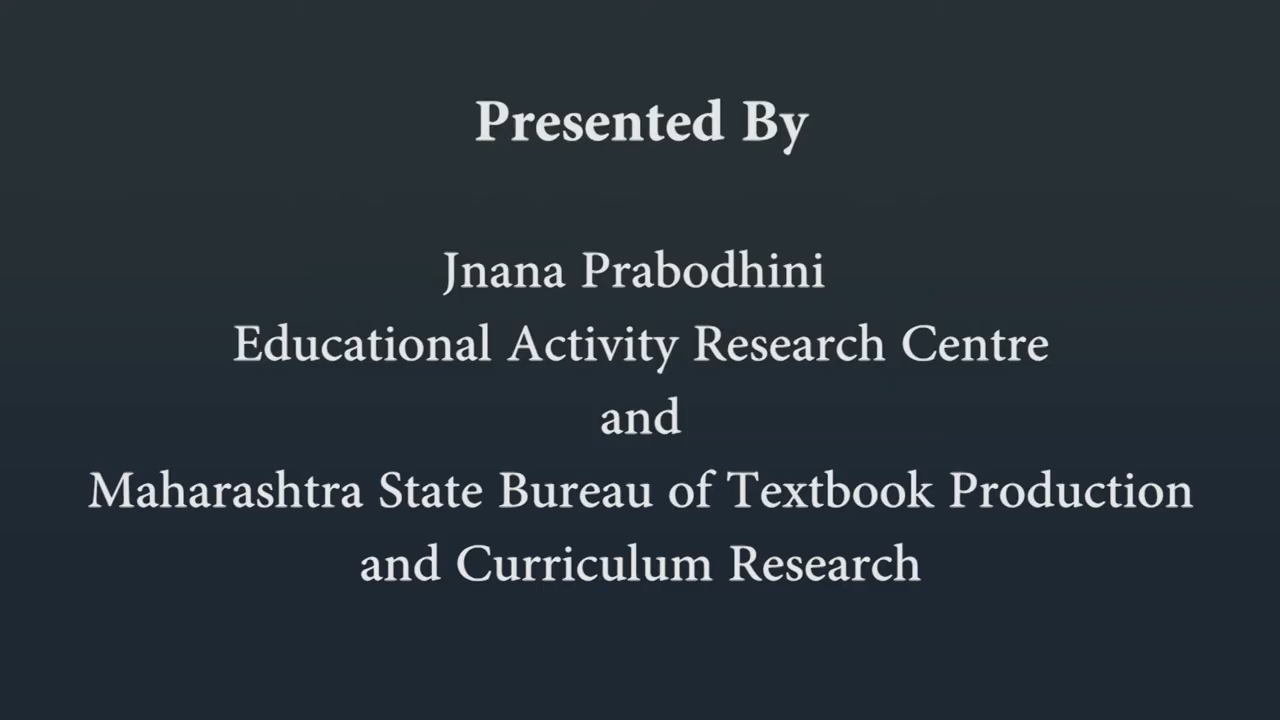 Presented By
Jnana Prabodhini
Educational Activity Research Centre
and
Maharashtra State Bureau of Textbook Production
and Curriculum Research